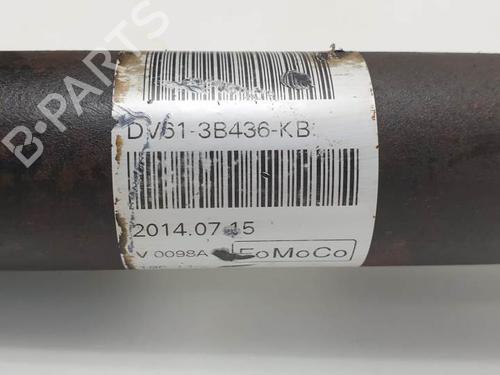 B-PARTS
DV61-3B436-KB
2014.07.15
V 0098A FoMoCo